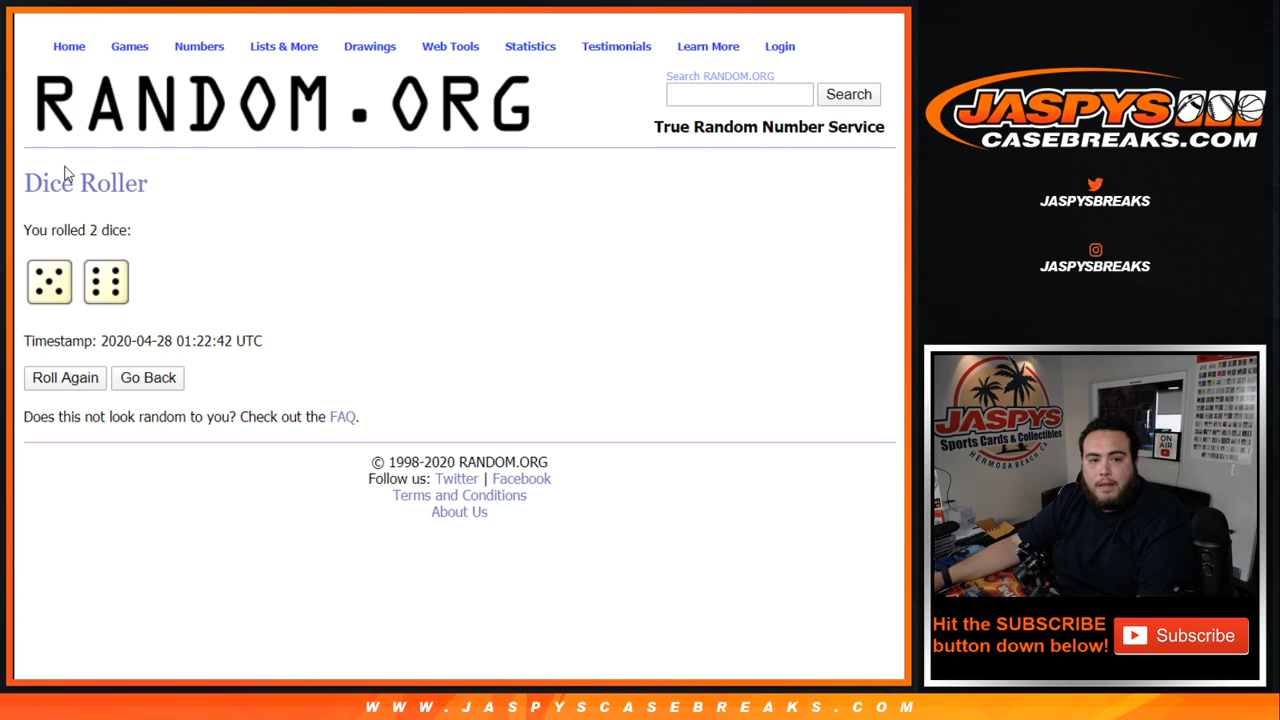 Home Games Numbers Lists & More Drawings Web Tools Statistics Testimonials Learn More Login
RANDOM.ORG
Search RANDOM.ORG
Search
True Random Number Service
Dice Roller
You rolled 2 dice:
Timestamp: 2020-04-28 01:22:42 UTC
Roll Again Go Back
Does this not look random to you? Check out the FAQ.
© 1998-2020 RANDOM.ORG
Follow us: Twitter | Facebook
Terms and Conditions
About Us
JASPYS
CASEBREAKS.COM
JASPYSBREAKS
JASPYSBREAKS
JASPYS
Sports Cards & Collectibles
HERMOSA BEACH, CA
ON
AIR
Hit the SUBSCRIBE
button down below!
Subscribe
WWW.JASPYSCASEBREAKS.COM